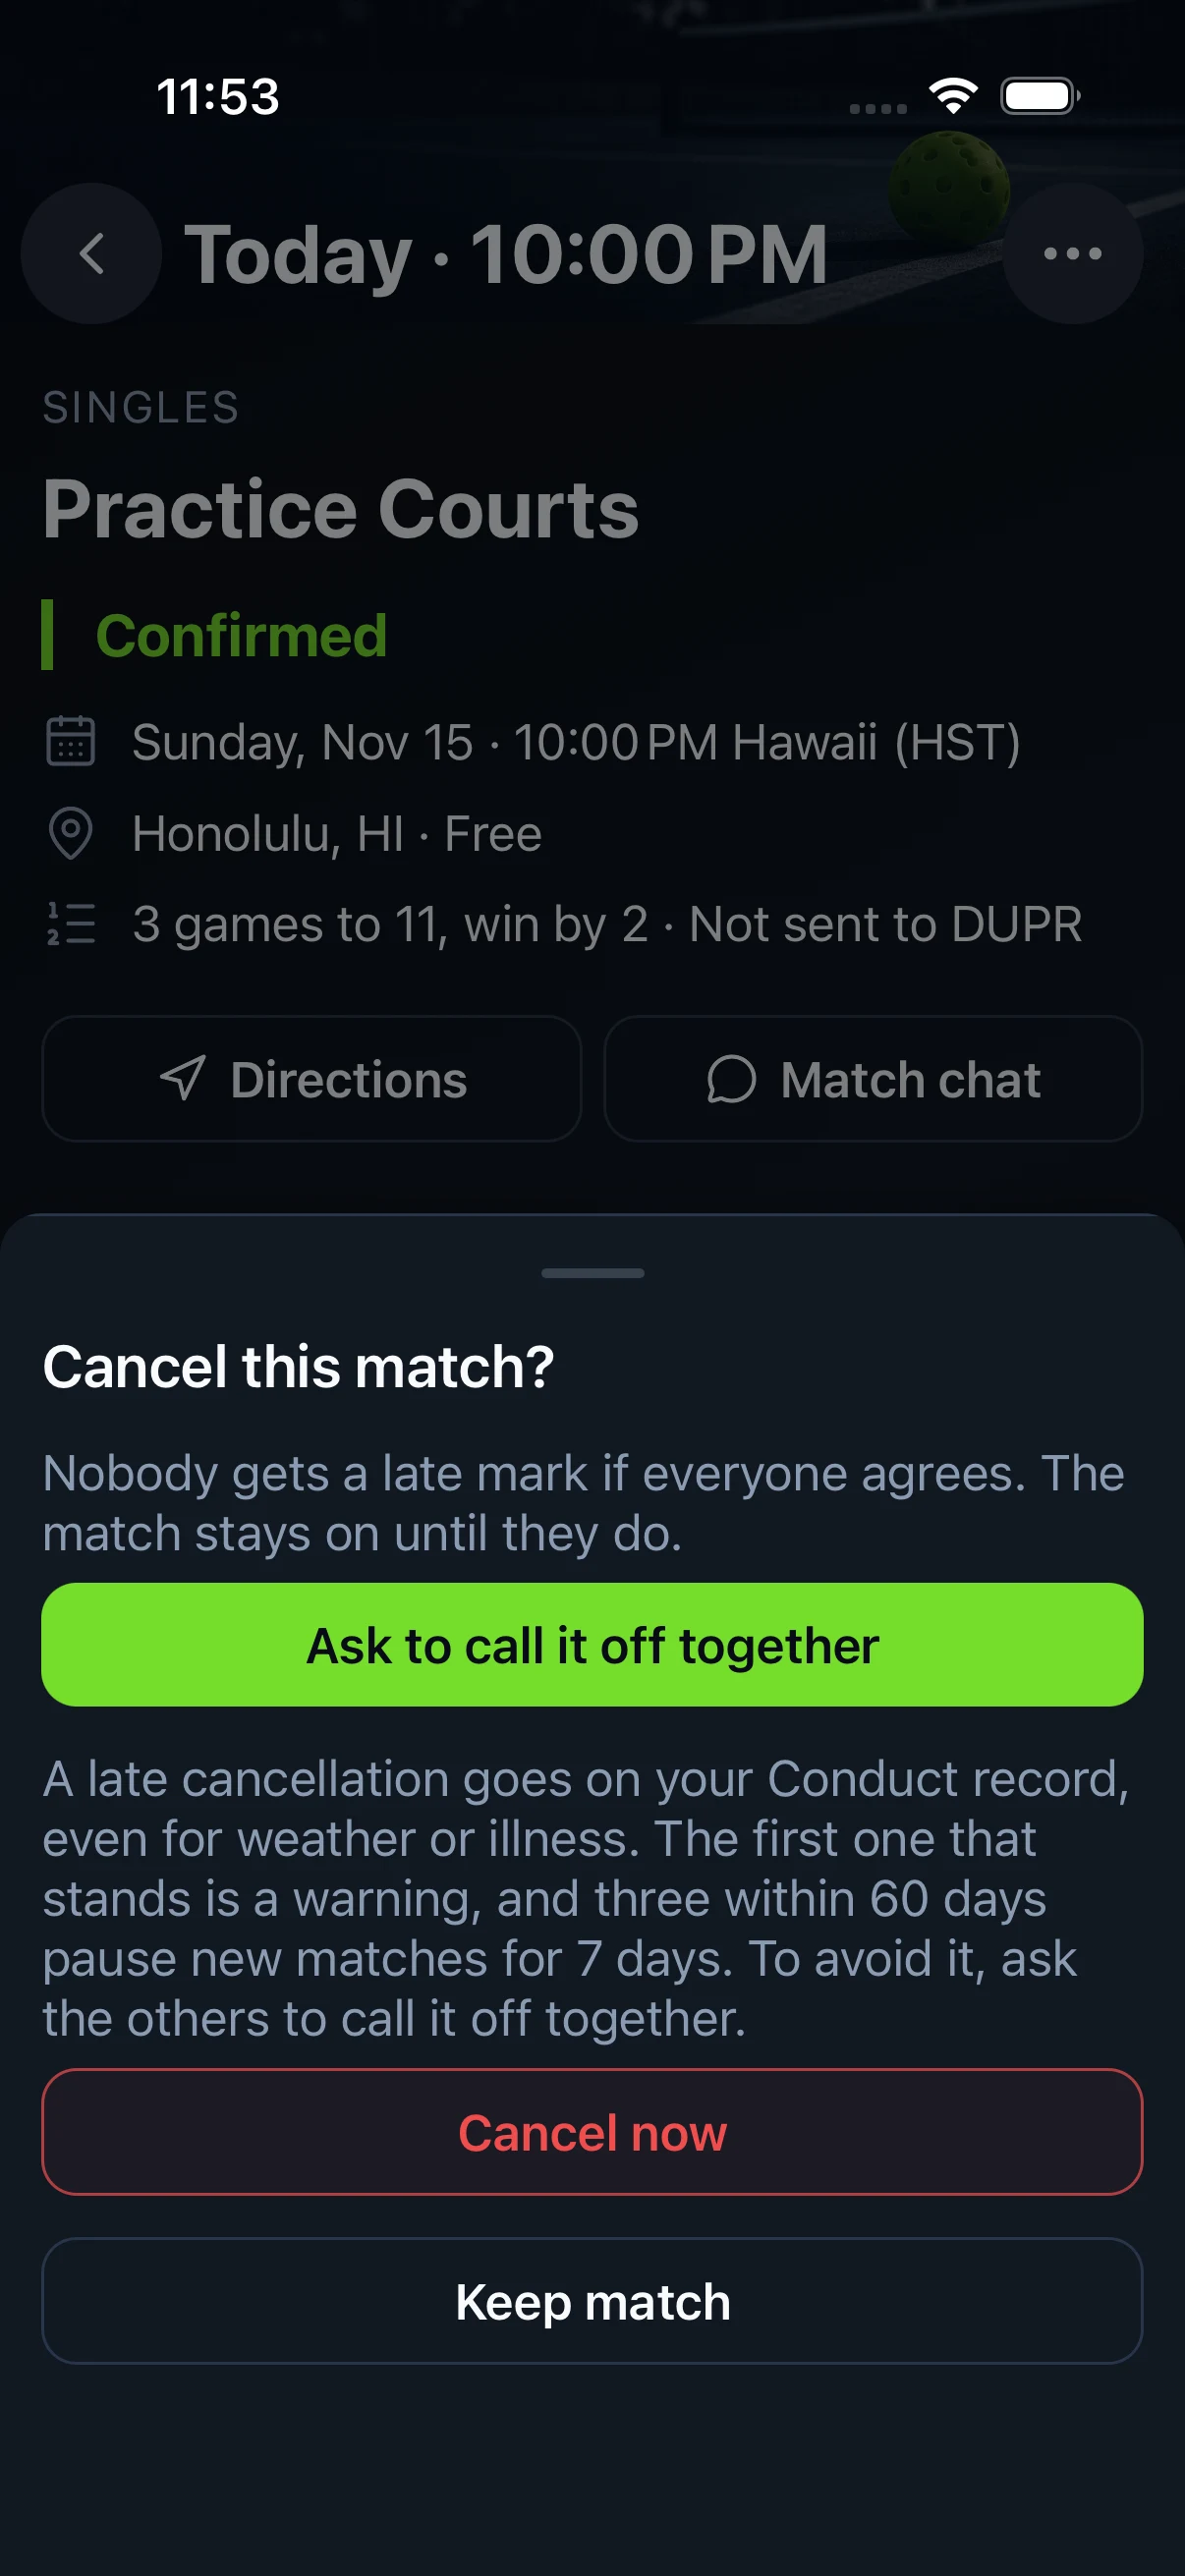 11:53
Today · 10:00 PM
SINGLES
Practice Courts
Confirmed
Sunday, Nov 15 · 10:00 PM Hawaii (HST)
Honolulu, HI · Free
3 games to 11, win by 2 · Not sent to DUPR
Directions
Match chat
Cancel this match?
Nobody gets a late mark if everyone agrees. The
match stays on until they do.
Ask to call it off together
A late cancellation goes on your Conduct record,
even for weather or illness. The first one that
stands is a warning, and three within 60 days
pause new matches for 7 days. To avoid it, ask
the others to call it off together.
Cancel now
Keep match